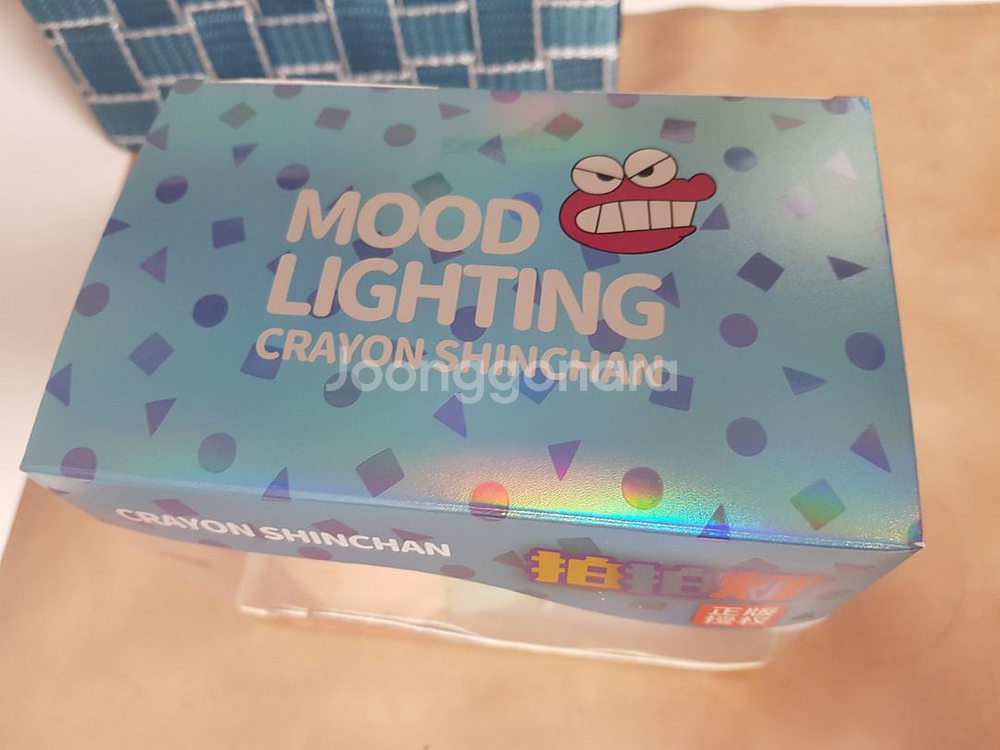 MOOD
LIGHTING
CRAYON SHINCHAN
Joonggonara
CRAYON SHINCHAN
拍拍灯
正版
授权